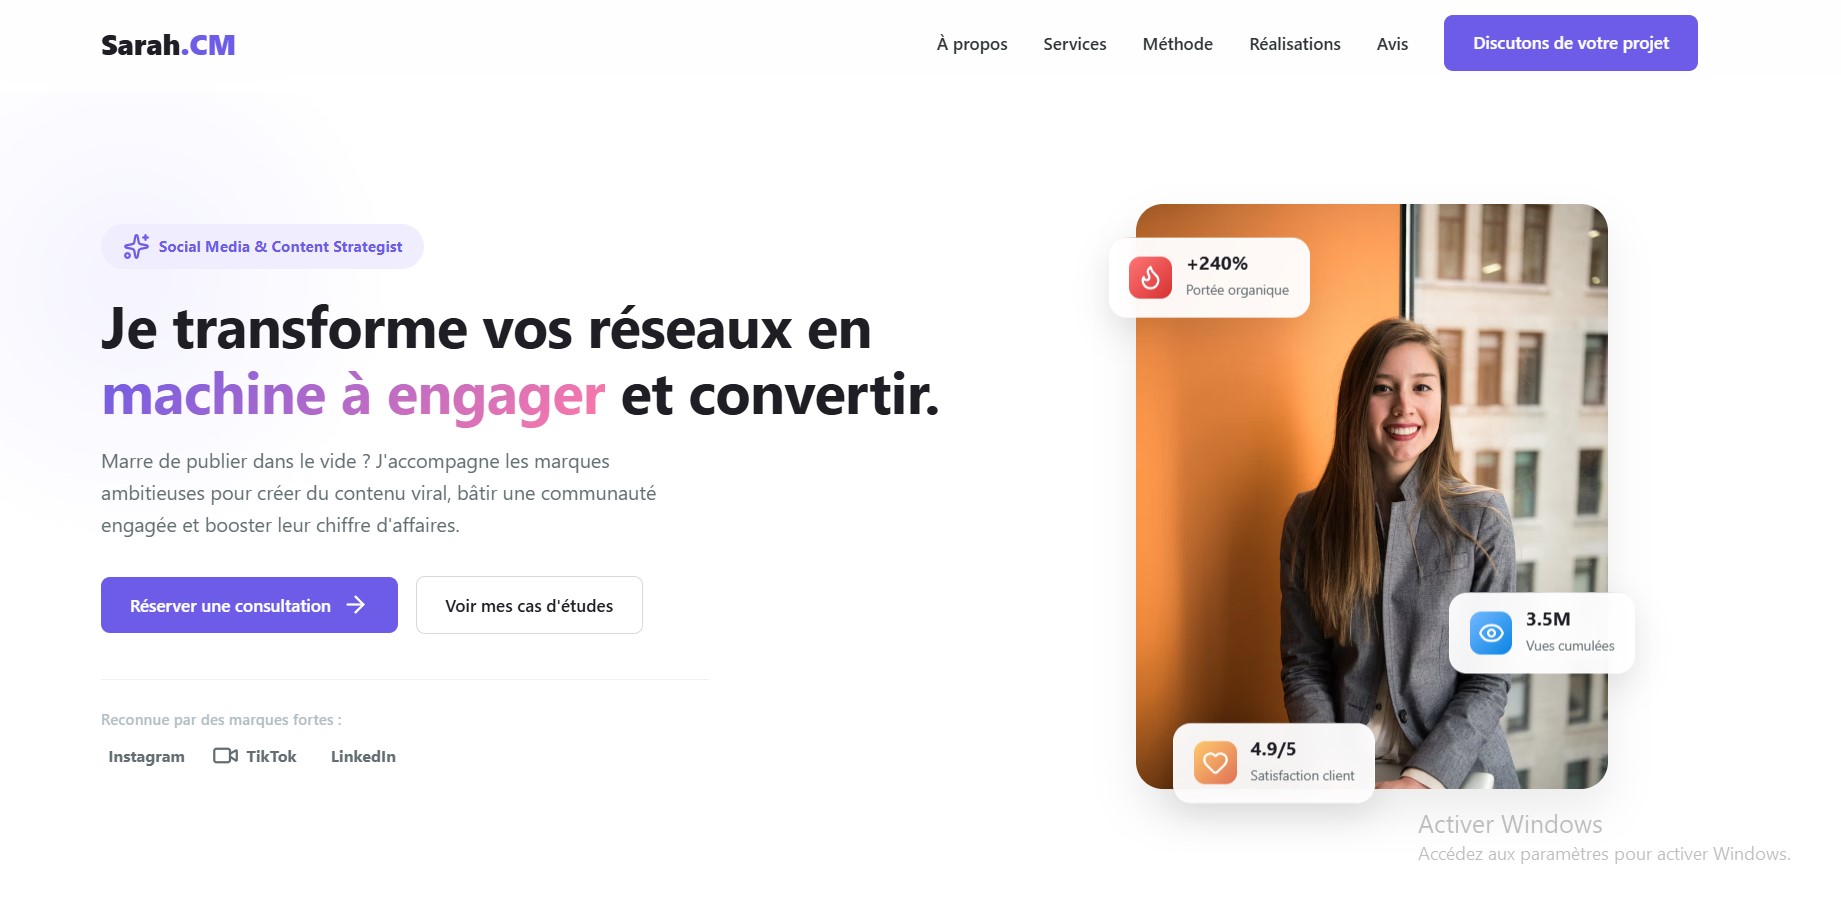 Sarah.CM
À propos
Services
Méthode
Réalisations
Avis
Discutons de votre projet
Social Media & Content Strategist
Je transforme vos réseaux en
machine à engager et convertir.
Marre de publier dans le vide ? J'accompagne les marques
ambitieuses pour créer du contenu viral, bâtir une communauté
engagée et booster leur chiffre d'affaires.
Réserver une consultation
Voir mes cas d'études
Reconnue par des marques fortes :
Instagram
TikTok
LinkedIn
+240%
Portée organique
3.5M
Vues cumulées
4.9/5
Satisfaction client
Activer Windows
Accédez aux paramètres pour activer Windows.